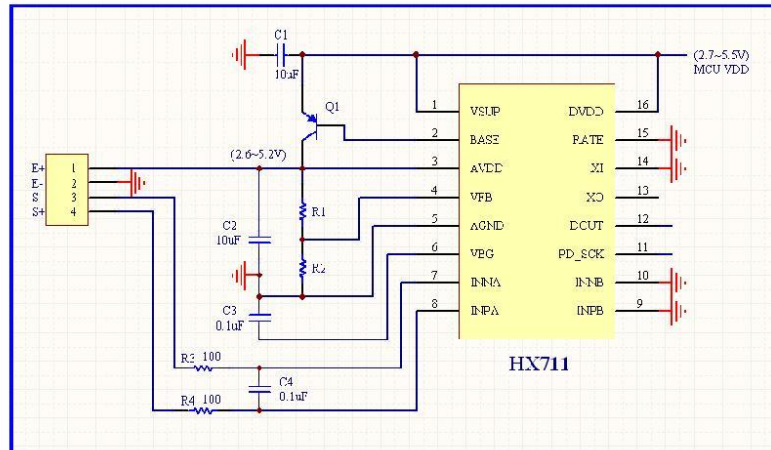 C1
10uF
(2.7~5.5V)
MCU VDD
Q1
1 VSUP DVDD 16
2 BASE RATE 15
E+ 1
(2.6~5.2V)
3 AVDD XI 14
E- 2
S 3
4 VFB XO 13
S+ 4
R1
C2
10uF
5 AGND DOUT 12
R2
6 VBG PD_SCK 11
C3
0.1uF
7 INNA INNB 10
8 INPA INPB 9
R3 100
HX711
C4
0.1uF
R4 100